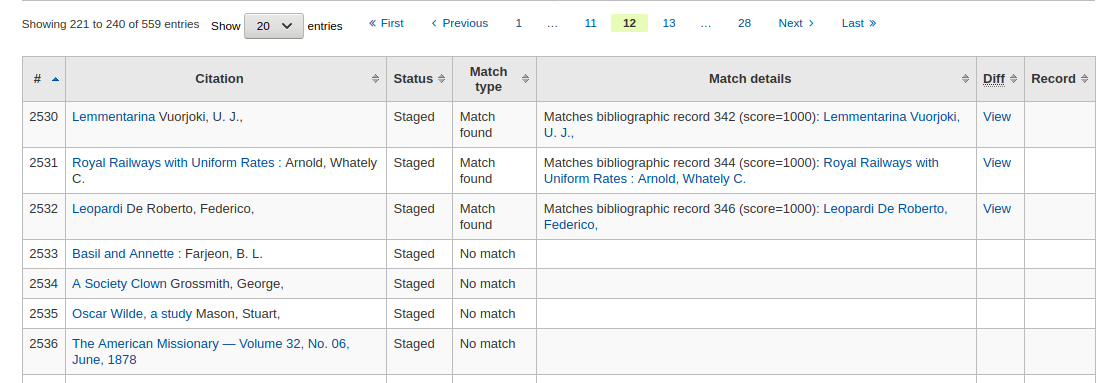 Showing 221 to 240 of 559 entries Show 20 entries « First ‹ Previous 1 ... 11 12 13 ... 28 Next › Last »
# Citation Status Match type Match details Diff Record
2530 Lemmentarina Vuorjoki, U. J., Staged Match found Matches bibliographic record 342 (score=1000): Lemmentarina Vuorjoki, U. J., View
2531 Royal Railways with Uniform Rates : Arnold, Whately C. Staged Match found Matches bibliographic record 344 (score=1000): Royal Railways with Uniform Rates : Arnold, Whately C. View
2532 Leopardi De Roberto, Federico, Staged Match found Matches bibliographic record 346 (score=1000): Leopardi De Roberto, Federico, View
2533 Basil and Annette : Farjeon, B. L. Staged No match
2534 A Society Clown Grossmith, George, Staged No match
2535 Oscar Wilde, a study Mason, Stuart, Staged No match
2536 The American Missionary — Volume 32, No. 06, June, 1878 Staged No match